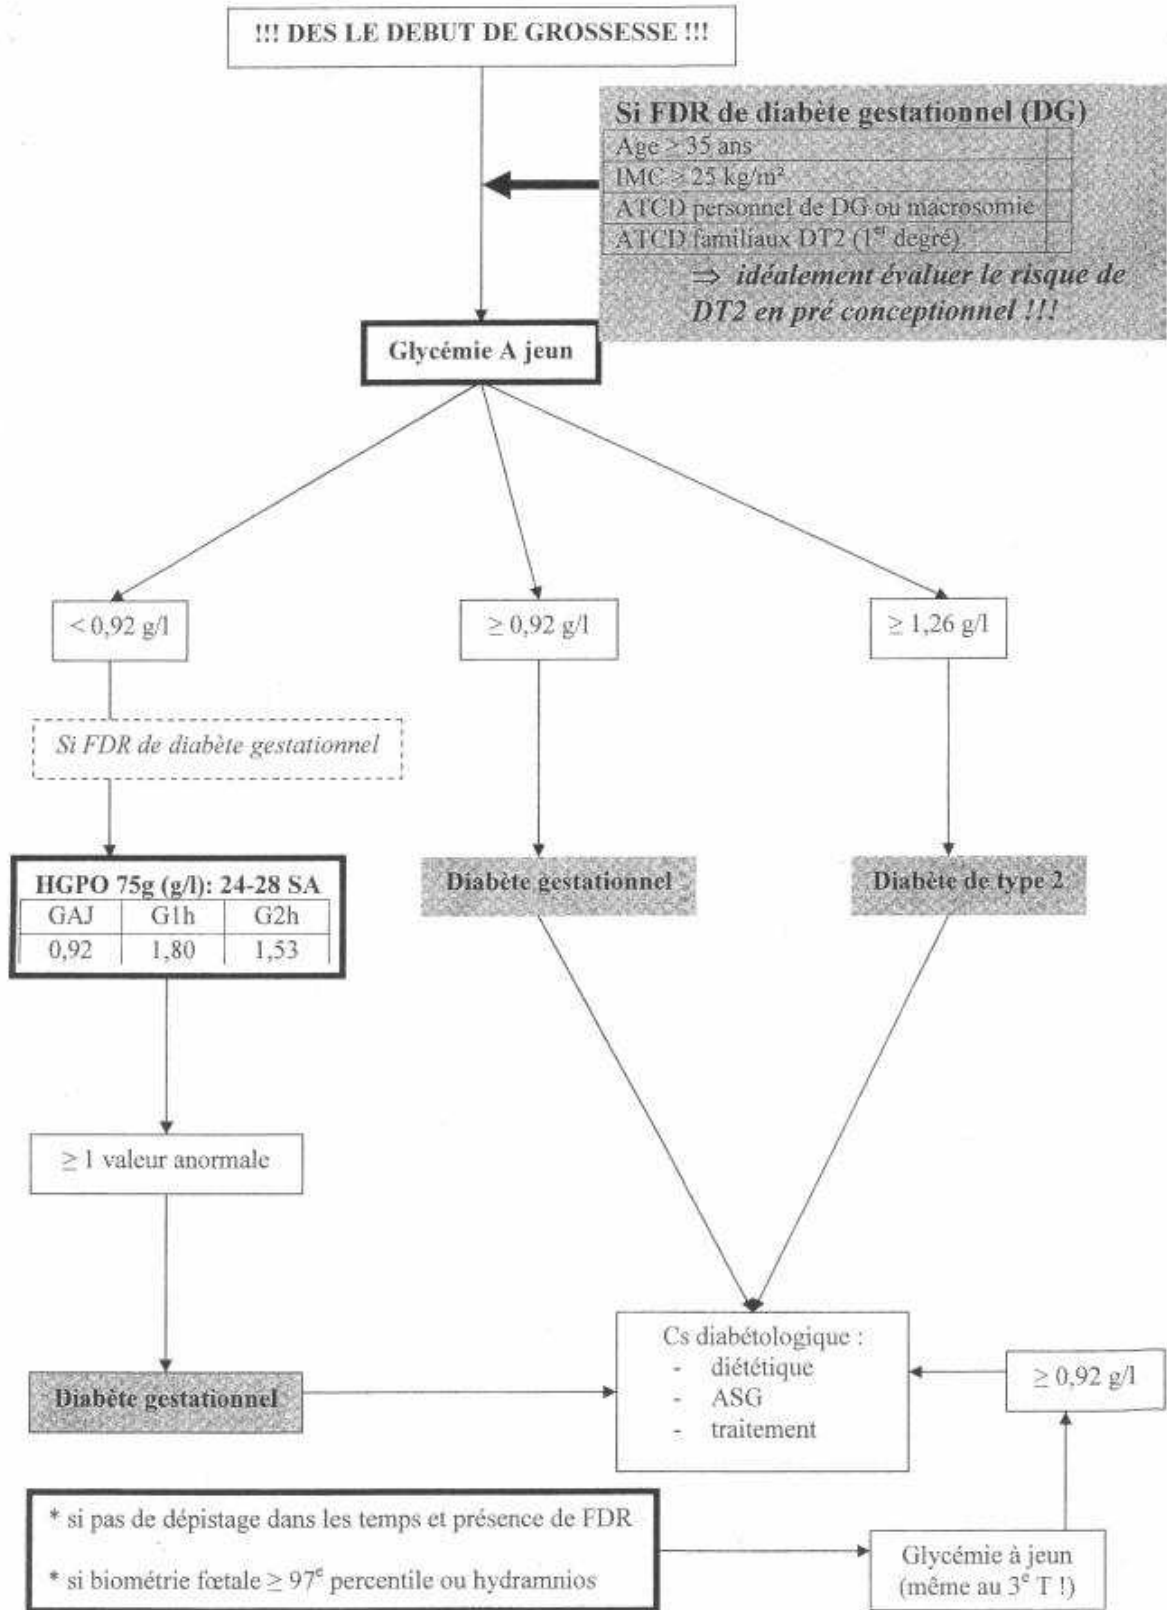 !!! DES LE DEBUT DE GROSSESSE !!!
Si FDR de diabète gestationnel (DG)
Age ≥ 35 ans
IMC ≥ 25 kg/m²
ATCD personnel de DG ou macrosomie
ATCD familiaux DT2 (1er degré)
⇒ idéalement évaluer le risque de
DT2 en pré conceptionnel !!!
Glycémie A jeun
< 0,92 g/l
≥ 0,92 g/l
≥ 1,26 g/l
Si FDR de diabète gestationnel
HGPO 75g (g/l): 24-28 SA
GAJ G1h G2h
0,92 1,80 1,53
Diabète gestationnel
Diabète de type 2
≥ 1 valeur anormale
Diabète gestationnel
Cs diabétologique :
- diététique
- ASG
- traitement
≥ 0,92 g/l
* si pas de dépistage dans les temps et présence de FDR
* si biométrie fœtale ≥ 97e percentile ou hydramnios
Glycémie à jeun
(même au 3e T !)